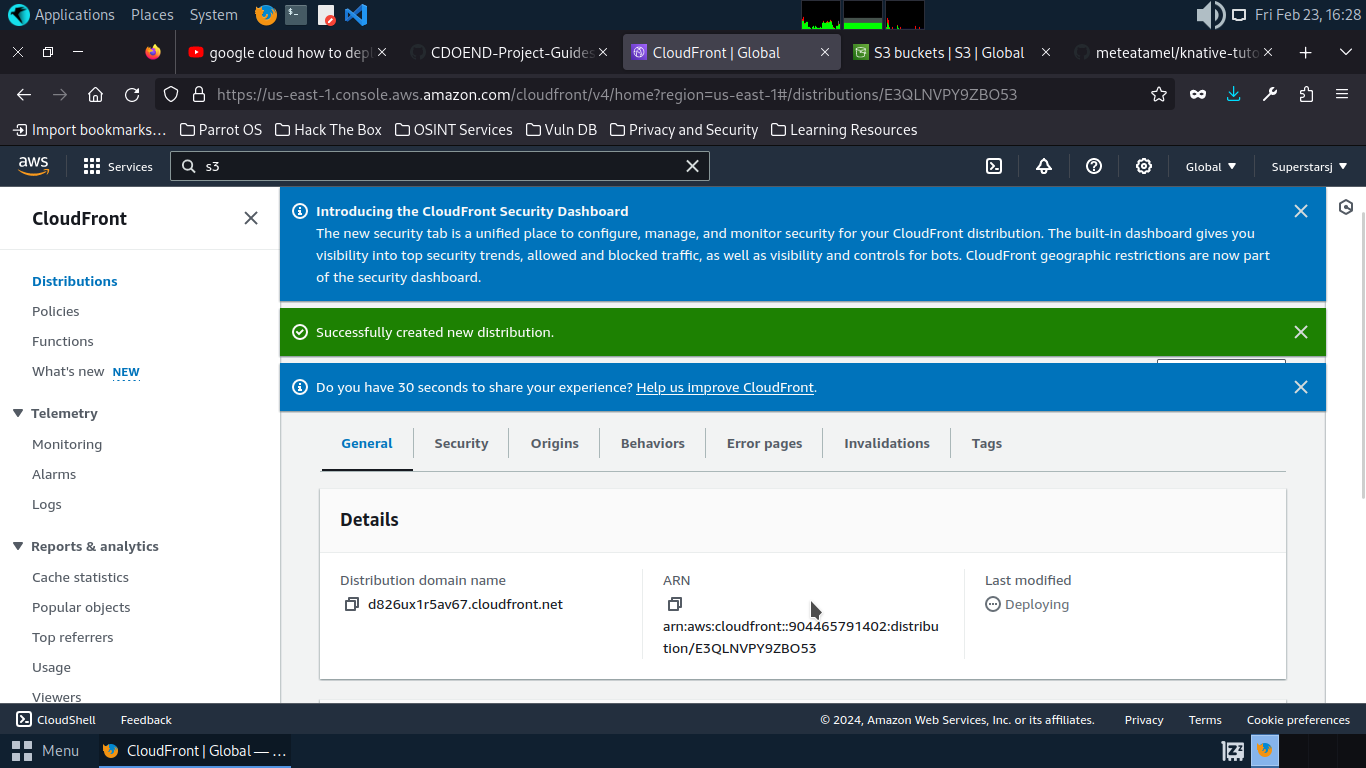 Applications Places System
Fri Feb 23, 16:28
google cloud how to depl
CDOEND-Project-Guides
CloudFront | Global
S3 buckets | S3 | Global
meteatamel/knative-tuto
https://us-east-1.console.aws.amazon.com/cloudfront/v4/home?region=us-east-1#/distributions/E3QLNVPY9ZBO53
Import bookmarks… Parrot OS Hack The Box OSINT Services Vuln DB Privacy and Security Learning Resources
aws Services s3 Global Superstarsj
CloudFront
Distributions
Policies
Functions
What's new NEW
Telemetry
Monitoring
Alarms
Logs
Reports & analytics
Cache statistics
Popular objects
Top referrers
Usage
Viewers
Introducing the CloudFront Security Dashboard
The new security tab is a unified place to configure, manage, and monitor security for your CloudFront distribution. The built-in dashboard gives you
visibility into top security trends, allowed and blocked traffic, as well as visibility and controls for bots. CloudFront geographic restrictions are now part
of the security dashboard.
Successfully created new distribution.
Do you have 30 seconds to share your experience? Help us improve CloudFront.
General Security Origins Behaviors Error pages Invalidations Tags
Details
Distribution domain name
d826ux1r5av67.cloudfront.net
ARN
arn:aws:cloudfront::904465791402:distribu
tion/E3QLNVPY9ZBO53
Last modified
Deploying
CloudShell Feedback © 2024, Amazon Web Services, Inc. or its affiliates. Privacy Terms Cookie preferences
Menu CloudFront | Global — …